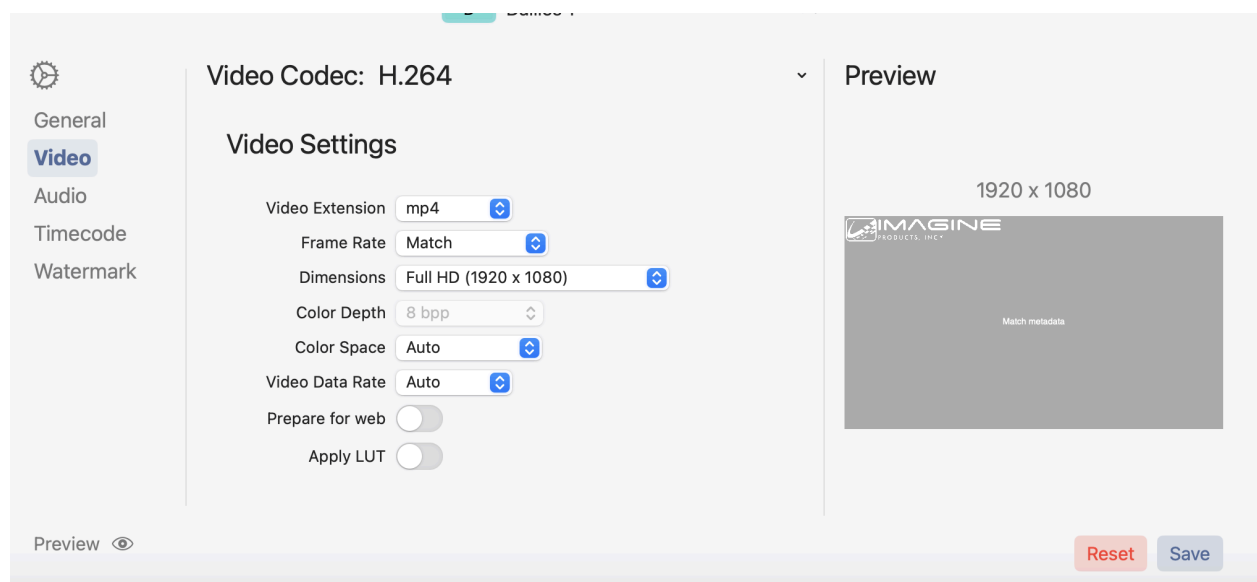 Video Codec: H.264
Preview
General
Video
Audio
Timecode
Watermark
Video Settings
Video Extension mp4
Frame Rate Match
Dimensions Full HD (1920 x 1080)
Color Depth 8 bpp
Color Space Auto
Video Data Rate Auto
Prepare for web
Apply LUT
1920 x 1080
IMAGINE
PRODUCTS, INC
Match metadata
Preview
Reset
Save